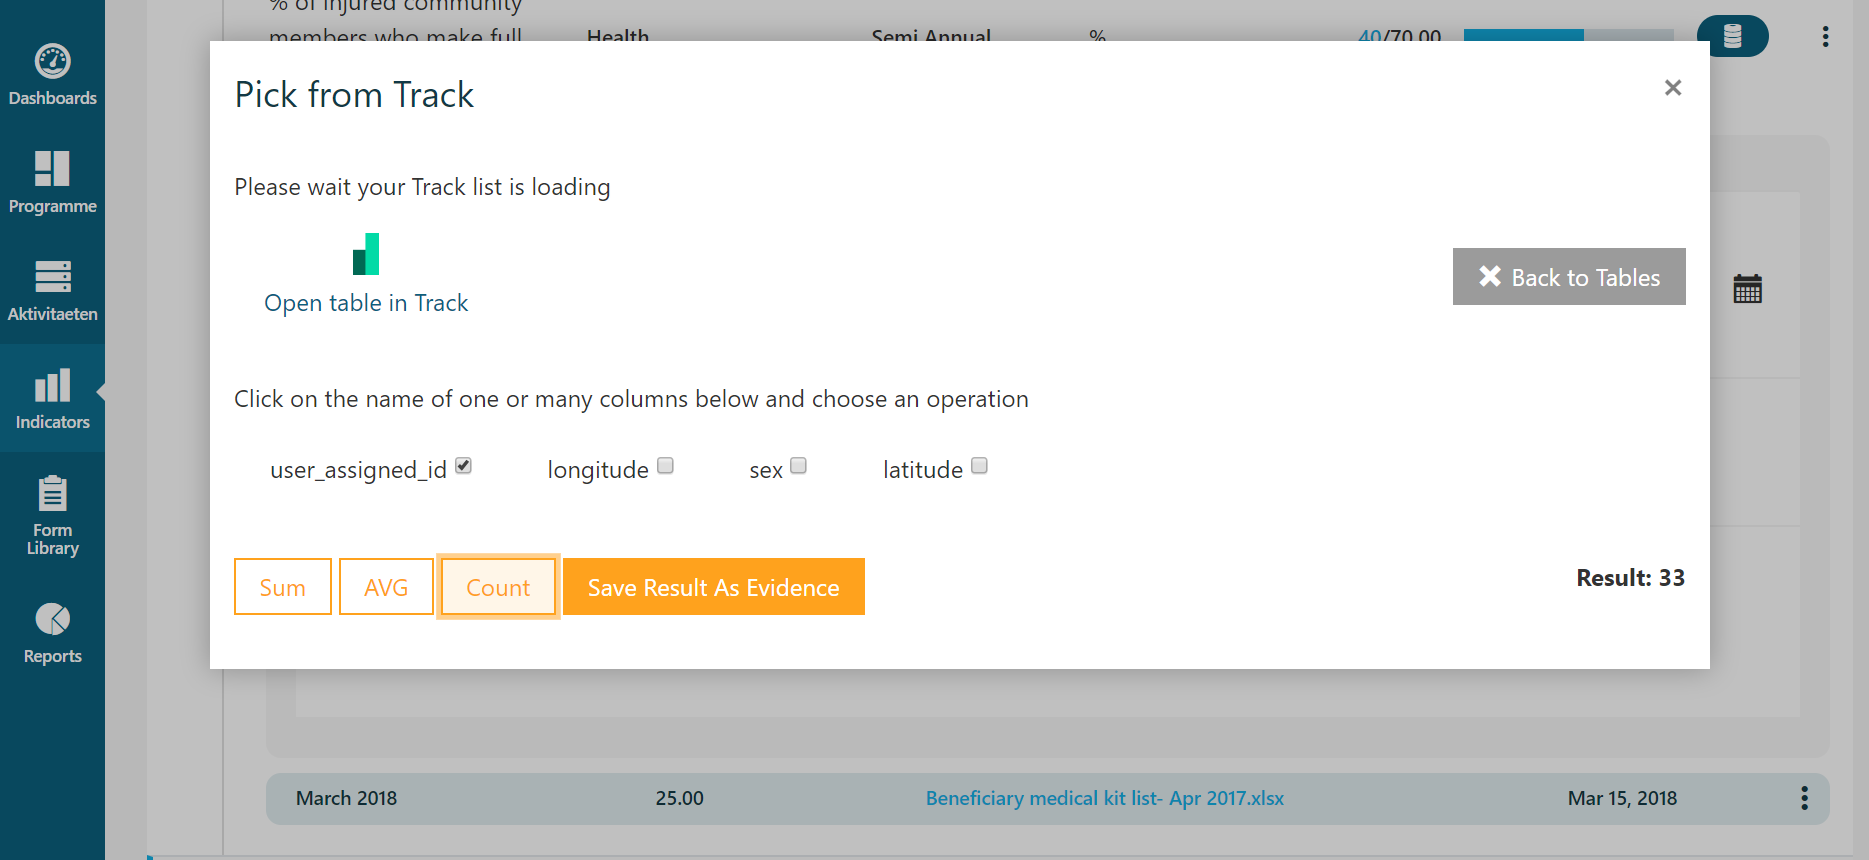 Dashboards
Programme
Aktivitaeten
Indicators
Form
Library
Reports
% of injured community
members who make full
Health
Semi Annual
%
40/70.00
Pick from Track
×
Please wait your Track list is loading
Open table in Track
Back to Tables
Click on the name of one or many columns below and choose an operation
user_assigned_id longitude sex latitude
Sum AVG Count Save Result As Evidence
Result: 33
March 2018 25.00 Beneficiary medical kit list- Apr 2017.xlsx Mar 15, 2018